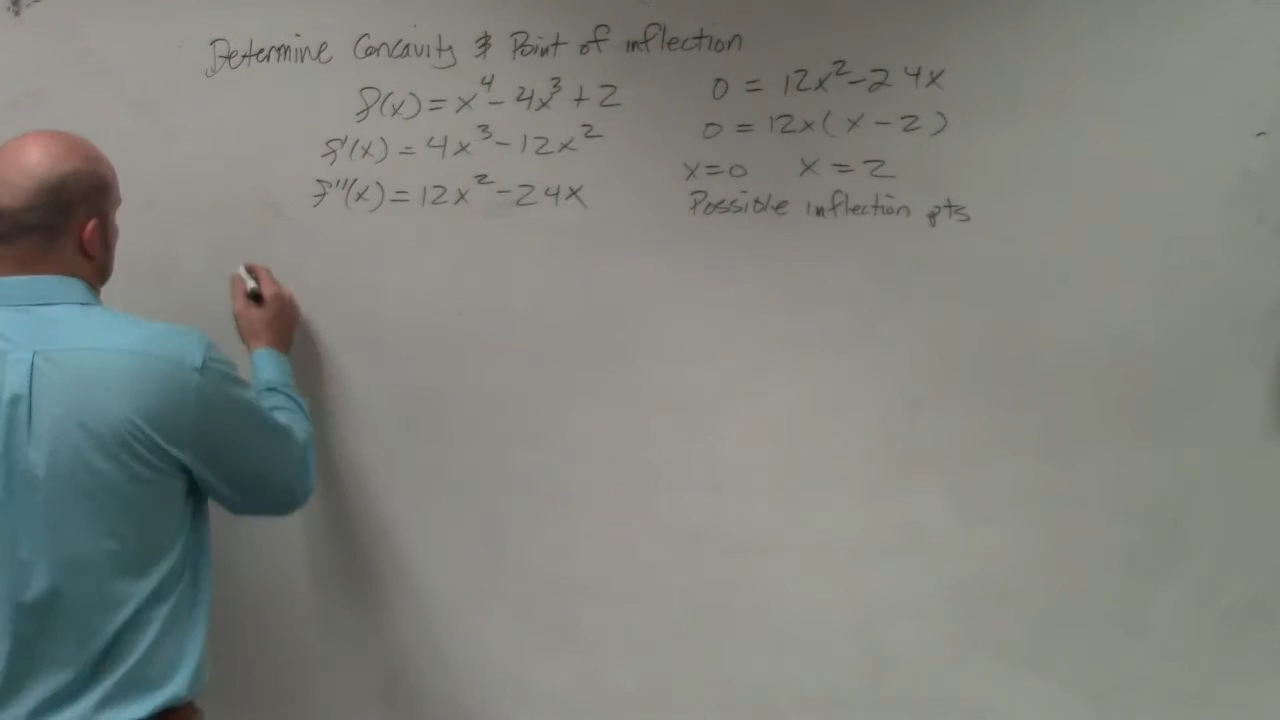 Determine Concavity & Point of inflection
f(x) = x⁴ - 4x³ + 2
f'(x) = 4x³ - 12x²
f''(x) = 12x² - 24x
0 = 12x² - 24x
0 = 12x(x - 2)
x=0 x = 2
Possible inflection pts